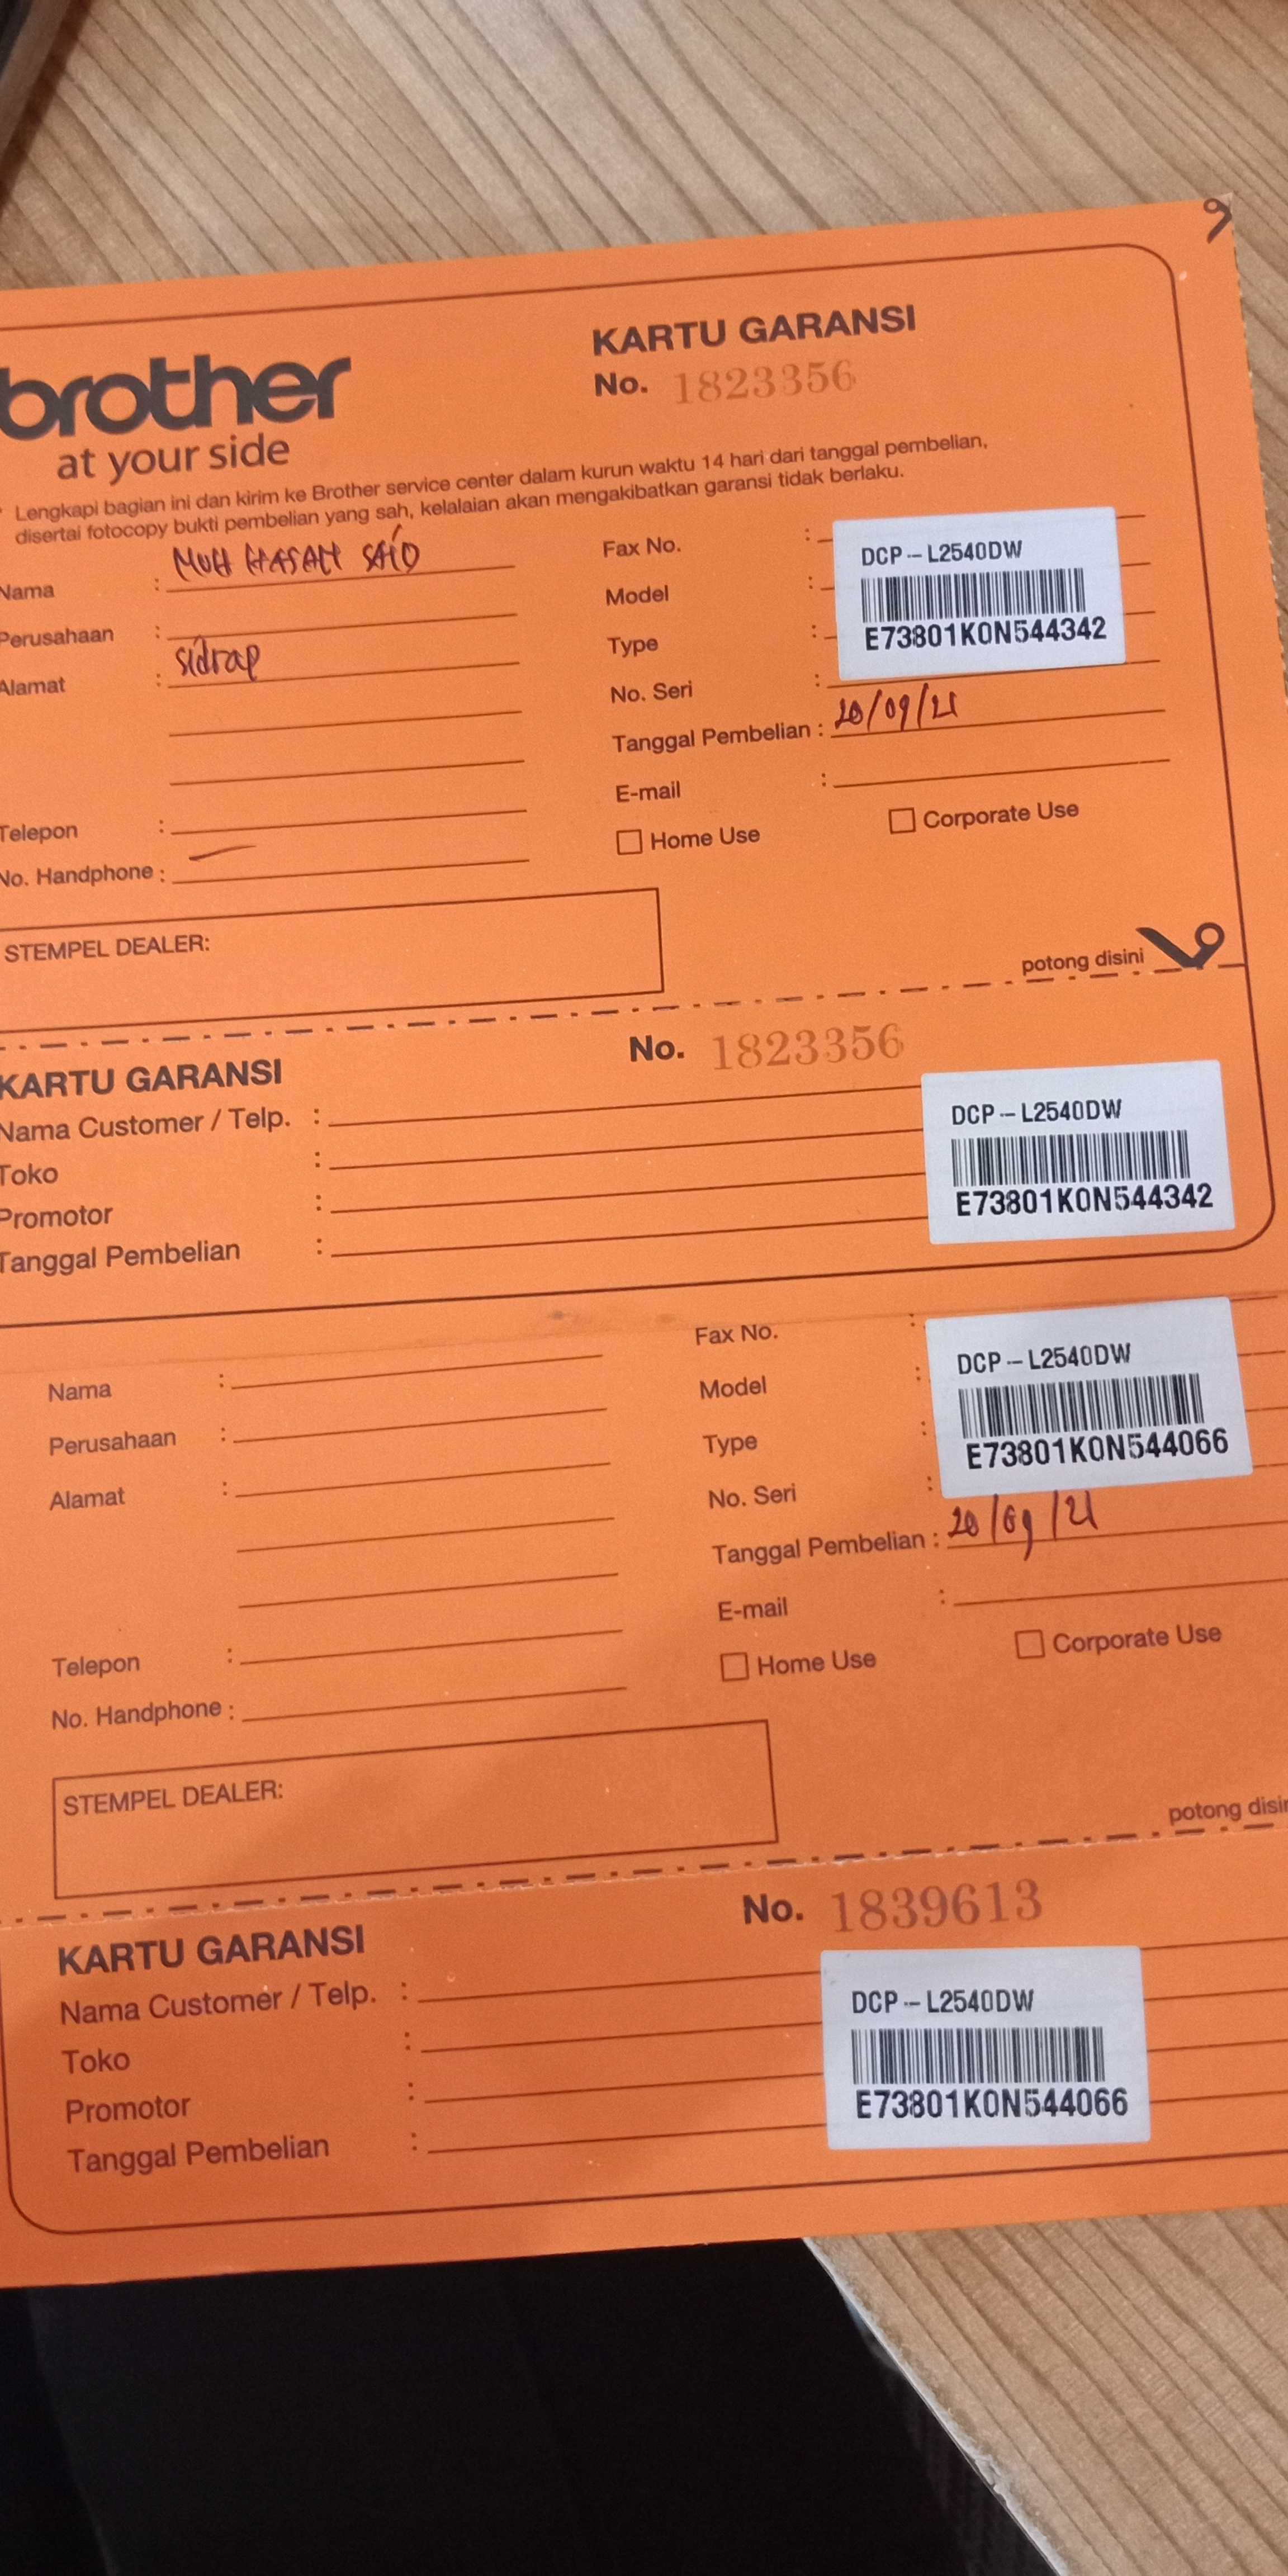 brother
at your side
KARTU GARANSI
No. 1823356
* Lengkapi bagian ini dan kirim ke Brother service center dalam kurun waktu 14 hari dari tanggal pembelian,
disertai fotocopy bukti pembelian yang sah, kelalaian akan mengakibatkan garansi tidak berlaku.
Nama : MUH HASAN SAID
Perusahaan :
Alamat : Sidrap
Telepon :
No. Handphone : —
Fax No. :
Model :
Type :
No. Seri :
DCP-L2540DW
E73801K0N544342
Tanggal Pembelian : 20/09/21
E-mail :
Home Use
Corporate Use
STEMPEL DEALER:
potong disini
KARTU GARANSI
No. 1823356
Nama Customer / Telp. :
Toko :
Promotor :
Tanggal Pembelian :
DCP-L2540DW
E73801K0N544342
Nama :
Perusahaan :
Alamat :
Telepon :
No. Handphone :
Fax No. :
Model :
Type :
No. Seri :
DCP-L2540DW
E73801K0N544066
Tanggal Pembelian : 20/09/21
E-mail :
Home Use
Corporate Use
STEMPEL DEALER:
potong disin
KARTU GARANSI
No. 1839613
Nama Customer / Telp. :
Toko :
Promotor :
Tanggal Pembelian :
DCP-L2540DW
E73801K0N544066